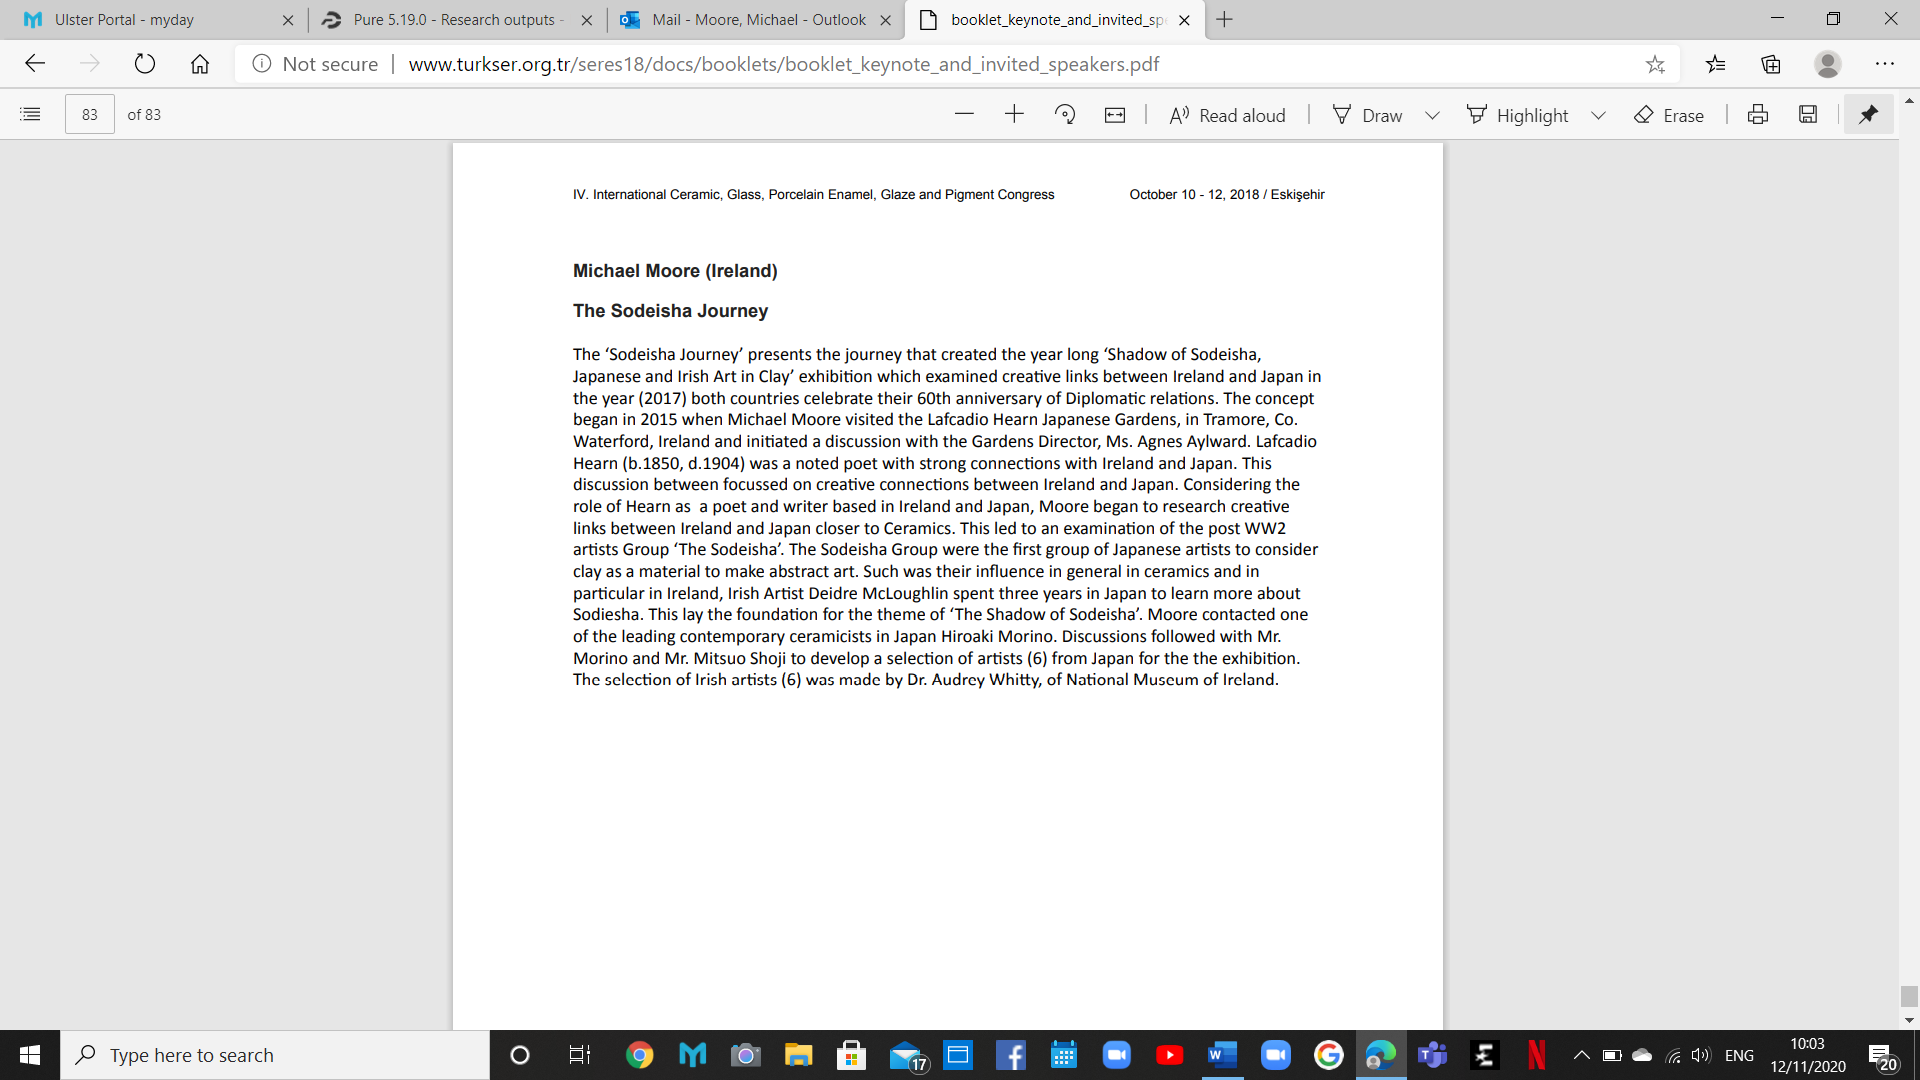 Ulster Portal - myday
Pure 5.19.0 - Research outputs -
Mail - Moore, Michael - Outlook
booklet_keynote_and_invited_sp
Not secure | www.turkser.org.tr/seres18/docs/booklets/booklet_keynote_and_invited_speakers.pdf
83 of 83
Read aloud
Draw
Highlight
Erase
IV. International Ceramic, Glass, Porcelain Enamel, Glaze and Pigment Congress October 10 - 12, 2018 / Eskişehir
Michael Moore (Ireland)
The Sodeisha Journey
The ‘Sodeisha Journey’ presents the journey that created the year long ‘Shadow of Sodeisha,
Japanese and Irish Art in Clay’ exhibition which examined creative links between Ireland and Japan in
the year (2017) both countries celebrate their 60th anniversary of Diplomatic relations. The concept
began in 2015 when Michael Moore visited the Lafcadio Hearn Japanese Gardens, in Tramore, Co.
Waterford, Ireland and initiated a discussion with the Gardens Director, Ms. Agnes Aylward. Lafcadio
Hearn (b.1850, d.1904) was a noted poet with strong connections with Ireland and Japan. This
discussion between focussed on creative connections between Ireland and Japan. Considering the
role of Hearn as  a poet and writer based in Ireland and Japan, Moore began to research creative
links between Ireland and Japan closer to Ceramics. This led to an examination of the post WW2
artists Group ‘The Sodeisha’. The Sodeisha Group were the first group of Japanese artists to consider
clay as a material to make abstract art. Such was their influence in general in ceramics and in
particular in Ireland, Irish Artist Deidre McLoughlin spent three years in Japan to learn more about
Sodiesha. This lay the foundation for the theme of ‘The Shadow of Sodeisha’. Moore contacted one
of the leading contemporary ceramicists in Japan Hiroaki Morino. Discussions followed with Mr.
Morino and Mr. Mitsuo Shoji to develop a selection of artists (6) from Japan for the the exhibition.
The selection of Irish artists (6) was made by Dr. Audrey Whitty, of National Museum of Ireland.
Type here to search
17
ENG
10:03
12/11/2020
20